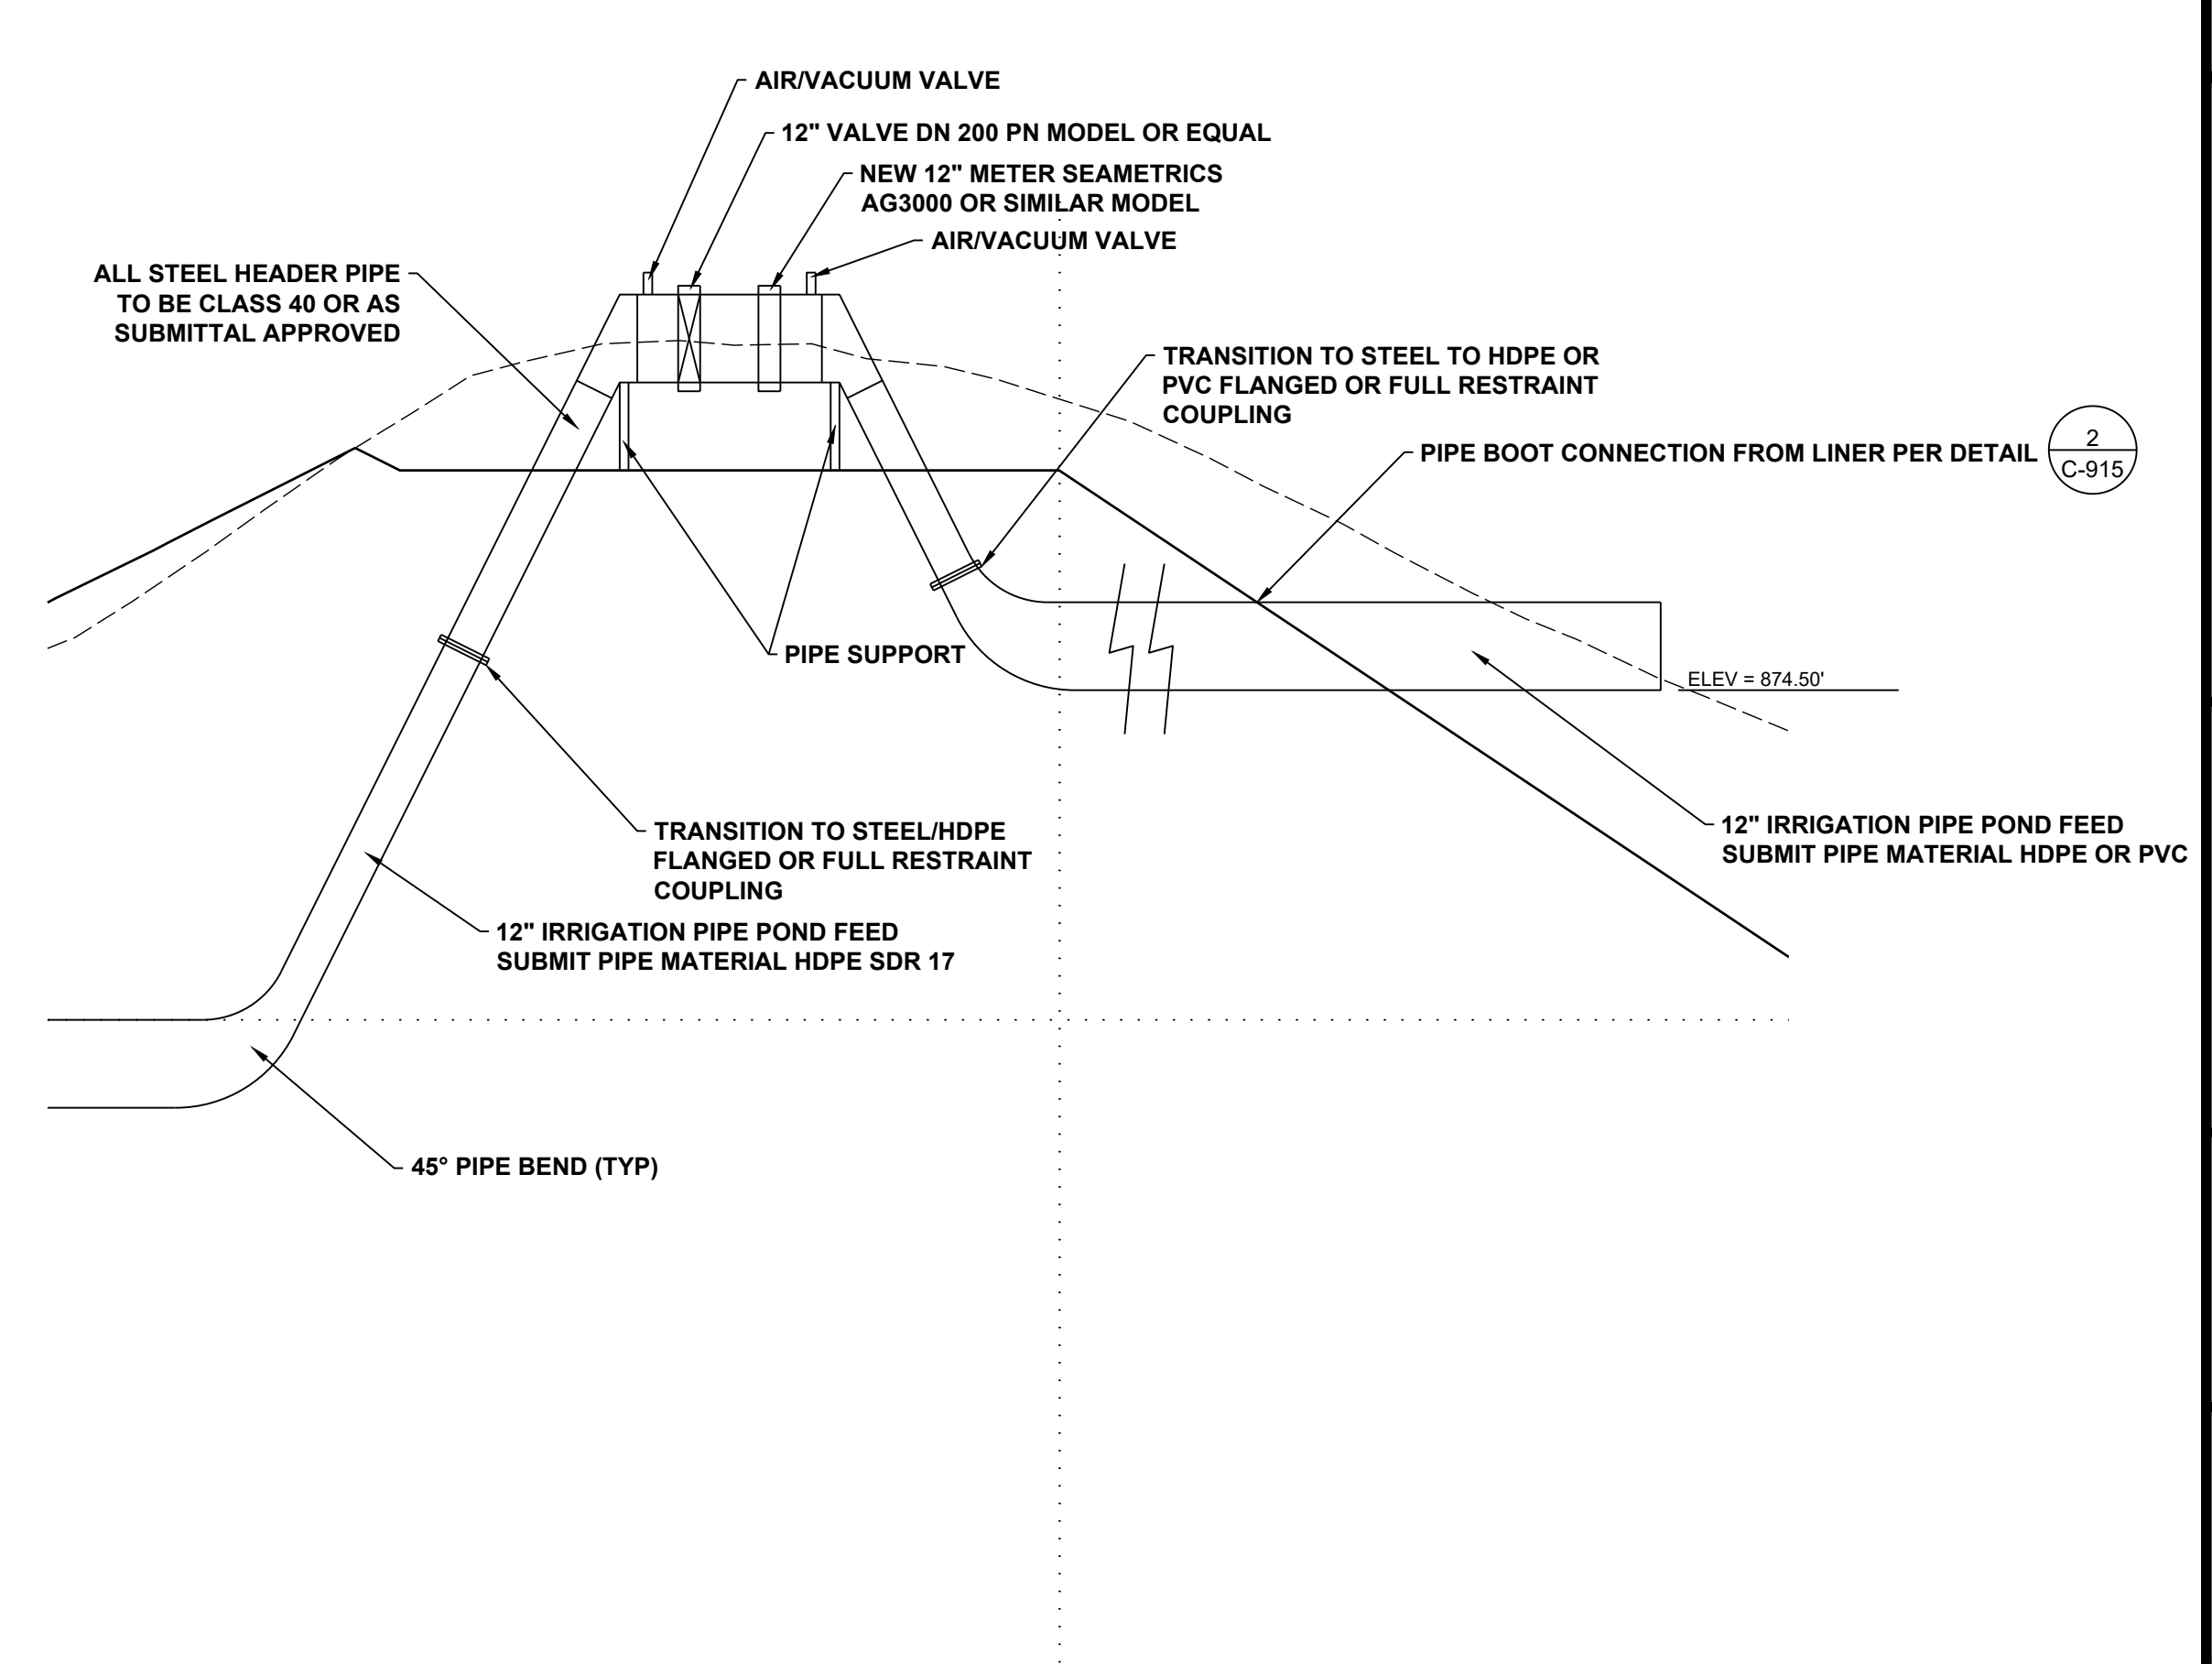 AIR/VACUUM VALVE
12" VALVE DN 200 PN MODEL OR EQUAL
NEW 12" METER SEAMETRICS
AG3000 OR SIMILAR MODEL
AIR/VACUUM VALVE
ALL STEEL HEADER PIPE
TO BE CLASS 40 OR AS
SUBMITTAL APPROVED
TRANSITION TO STEEL TO HDPE OR
PVC FLANGED OR FULL RESTRAINT
COUPLING
PIPE BOOT CONNECTION FROM LINER PER DETAIL
2
C-915
PIPE SUPPORT
ELEV = 874.50'
TRANSITION TO STEEL/HDPE
FLANGED OR FULL RESTRAINT
COUPLING
12" IRRIGATION PIPE POND FEED
SUBMIT PIPE MATERIAL HDPE OR PVC
12" IRRIGATION PIPE POND FEED
SUBMIT PIPE MATERIAL HDPE SDR 17
45° PIPE BEND (TYP)